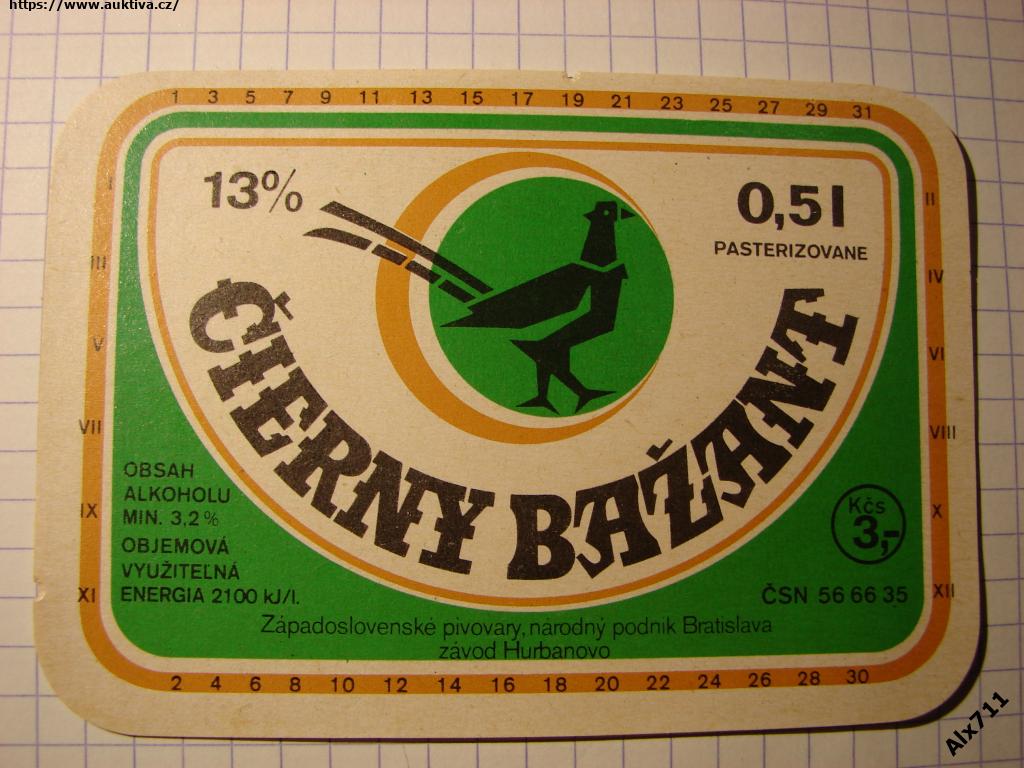 https://www.auktiva.cz/
1 3 5 7 9 11 13 15 17 19 21 23 25 27 29 31
13%
0,5l
PASTERIZOVANE
I
II
III
IV
V
VI
VII
VIII
IX
X
XI
XII
ČIERNY BAŽANT
OBSAH
ALKOHOLU
MIN. 3,2%
OBJEMOVÁ
VYUŽITEĽNÁ
ENERGIA 2100 kJ/l.
Kčs
3,-
ČSN 56 66 35
Západoslovenské pivovary, národný podnik Bratislava
závod Hurbanovo
2 4 6 8 10 12 14 16 18 20 22 24 26 28 30
Alx711